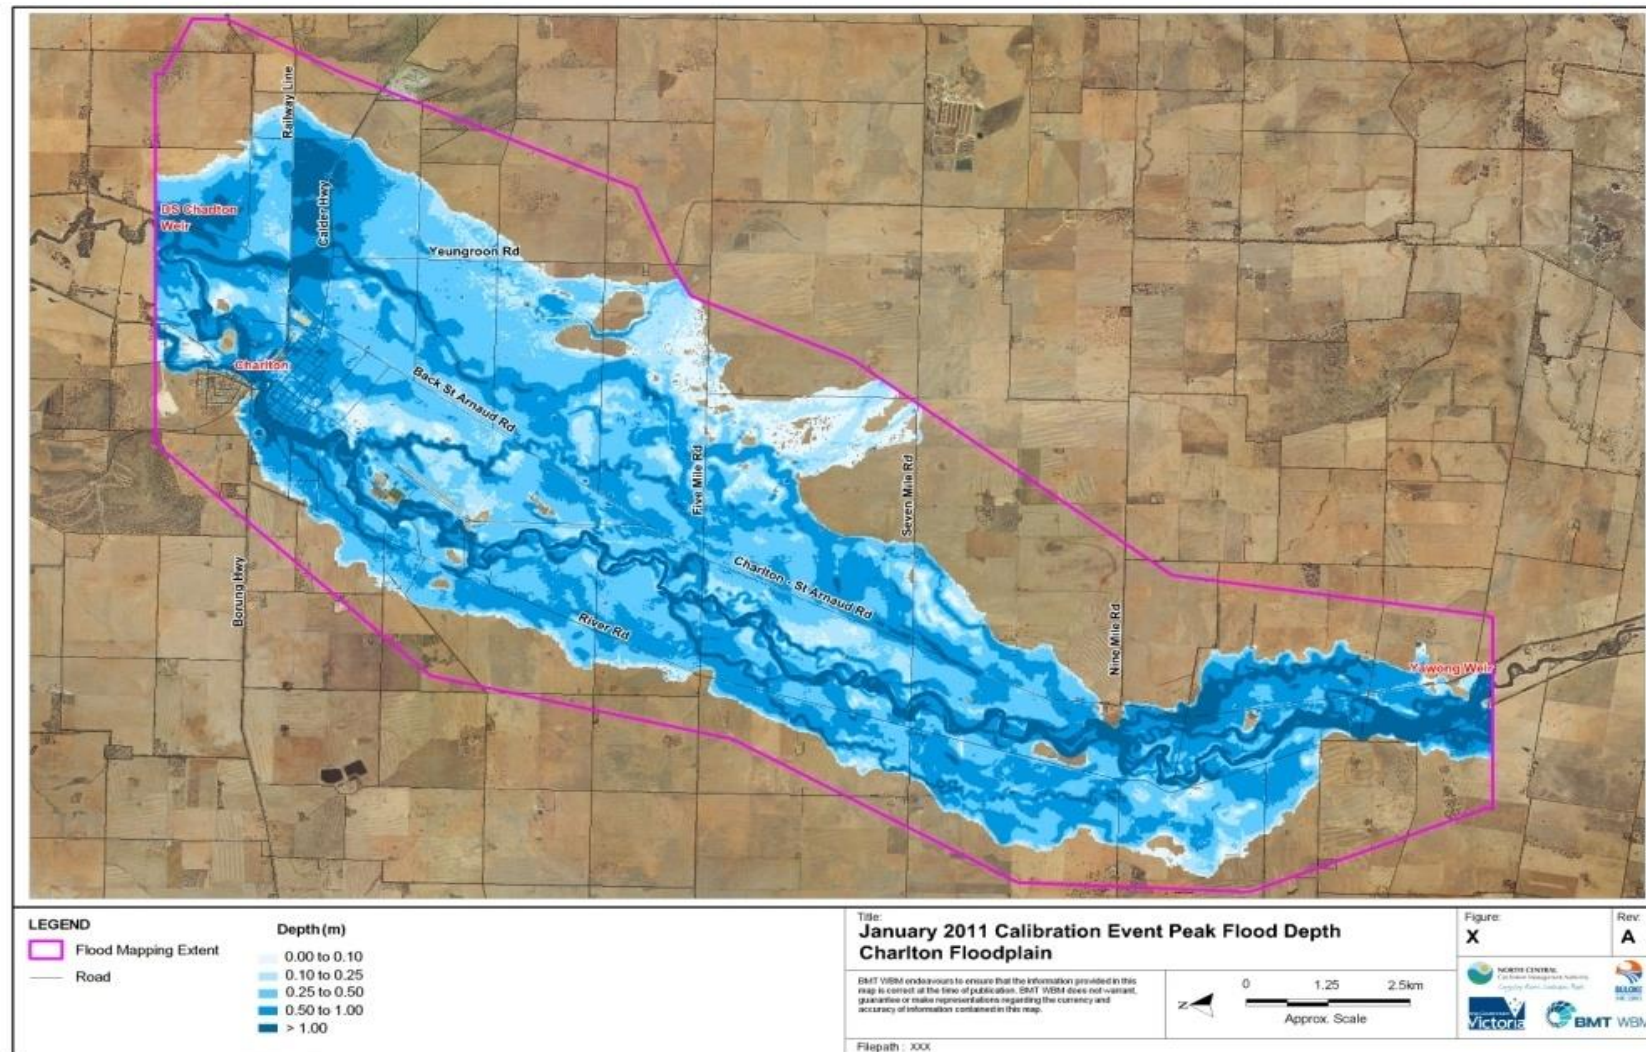 Railway Line
Calder Hwy
DS Charlton
Weir
Yeungroon Rd
Charlton
Back St Arnaud Rd
Five Mile Rd
Seven Mile Rd
Borung Hwy
Charlton - St Arnaud Rd
River Rd
Nine Mile Rd
Yawong Weir
LEGEND
Flood Mapping Extent
Road
Depth (m)
0.00 to 0.10
0.10 to 0.25
0.25 to 0.50
0.50 to 1.00
> 1.00
Title:
January 2011 Calibration Event Peak Flood Depth
Charlton Floodplain
BMT WBM endeavours to ensure that the information provided in this
map is correct at the time of publication. BMT WBM does not warrant,
guarantee or make representations regarding the currency and
accuracy of information contained in this map.
Filepath : XXX
N
0 1.25 2.5km
Approx. Scale
Figure:
X
Rev:
A
NORTH CENTRAL
Catchment Management Authority
BULOKE
Victoria
BMT WBM